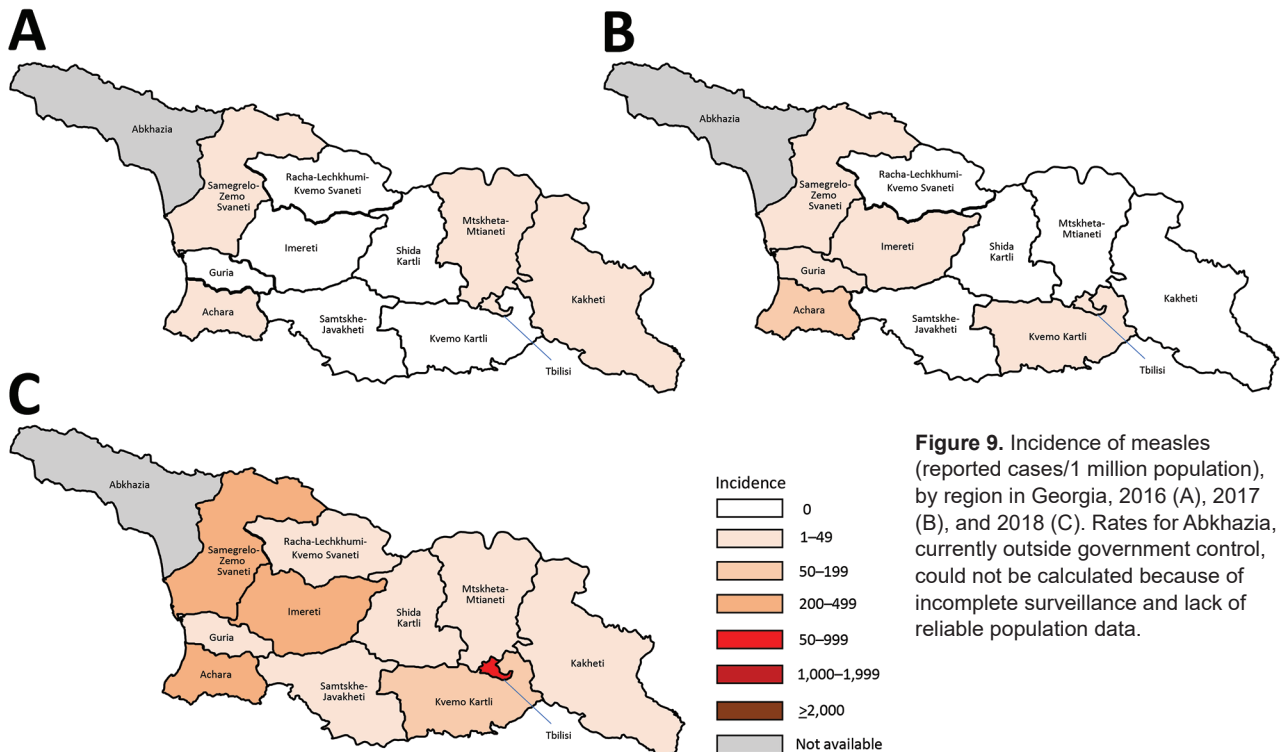 A
Abkhazia
Samegrelo-
Zemo
Svaneti
Racha-Lechkhumi-
Kvemo Svaneti
Mtskheta-
Mtianeti
Imereti
Shida
Kartli
Guria
Kakheti
Achara
Samtskhe-
Javakheti
Kvemo Kartli
Tbilisi
B
Abkhazia
Samegrelo-
Zemo
Svaneti
Racha-Lechkhumi-
Kvemo Svaneti
Mtskheta-
Mtianeti
Imereti
Shida
Kartli
Guria
Kakheti
Achara
Samtskhe-
Javakheti
Kvemo Kartli
Tbilisi
C
Abkhazia
Samegrelo-
Zemo
Svaneti
Racha-Lechkhumi-
Kvemo Svaneti
Mtskheta-
Mtianeti
Imereti
Shida
Kartli
Guria
Kakheti
Achara
Samtskhe-
Javakheti
Kvemo Kartli
Tbilisi
Incidence
0
1–49
50–199
200–499
50–999
1,000–1,999
≥2,000
Not available
Figure 9. Incidence of measles
(reported cases/1 million population),
by region in Georgia, 2016 (A), 2017
(B), and 2018 (C). Rates for Abkhazia,
currently outside government control,
could not be calculated because of
incomplete surveillance and lack of
reliable population data.